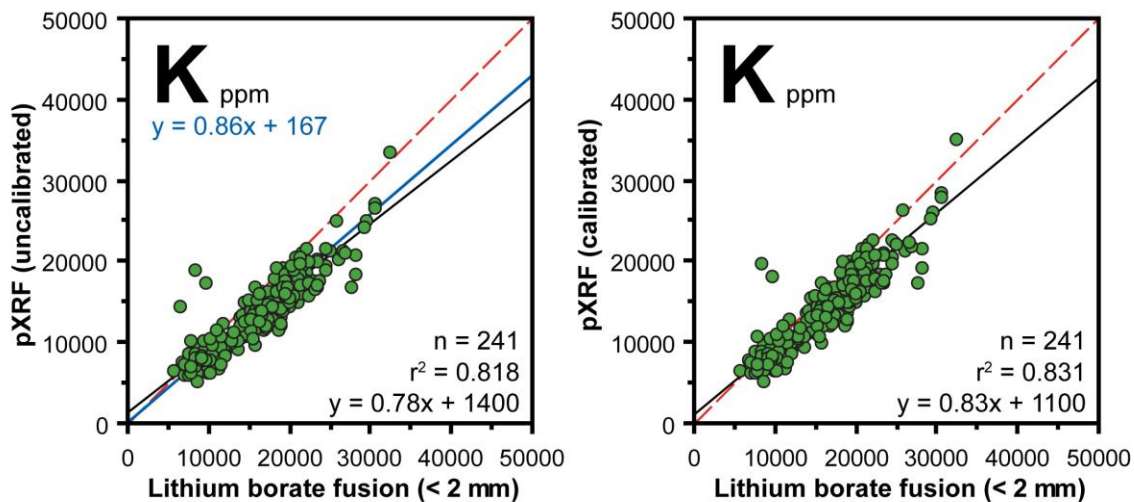 50000
40000
30000
20000
10000
0
pXRF (uncalibrated)
K ppm
y = 0.86x + 167
n = 241
r² = 0.818
y = 0.78x + 1400
0 10000 20000 30000 40000 50000
Lithium borate fusion (< 2 mm)
50000
40000
30000
20000
10000
0
pXRF (calibrated)
K ppm
n = 241
r² = 0.831
y = 0.83x + 1100
0 10000 20000 30000 40000 50000
Lithium borate fusion (< 2 mm)